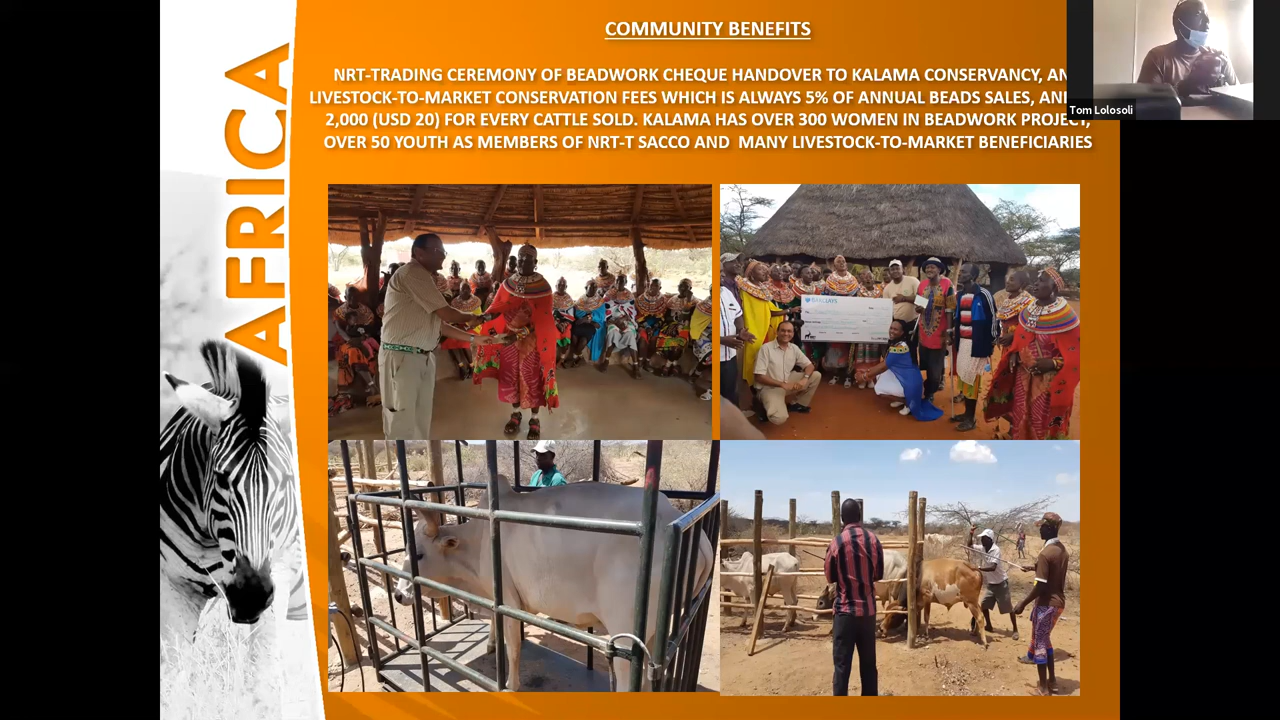 COMMUNITY BENEFITS
NRT-TRADING CEREMONY OF BEADWORK CHEQUE HANDOVER TO KALAMA CONSERVANCY,
LIVESTOCK-TO-MARKET CONSERVATION FEES WHICH IS ALWAYS 5% OF ANNUAL BEADS SALES,
2,000 (USD 20) FOR EVERY CATTLE SOLD. KALAMA HAS OVER 300 WOMEN IN BEADWORK PROJECT,
OVER 50 YOUTH AS MEMBERS OF NRT-T SACCO AND MANY LIVESTOCK-TO-MARKET BENEFICIARIES
AFRICA
BARCLAYS
Tom Lolosoli